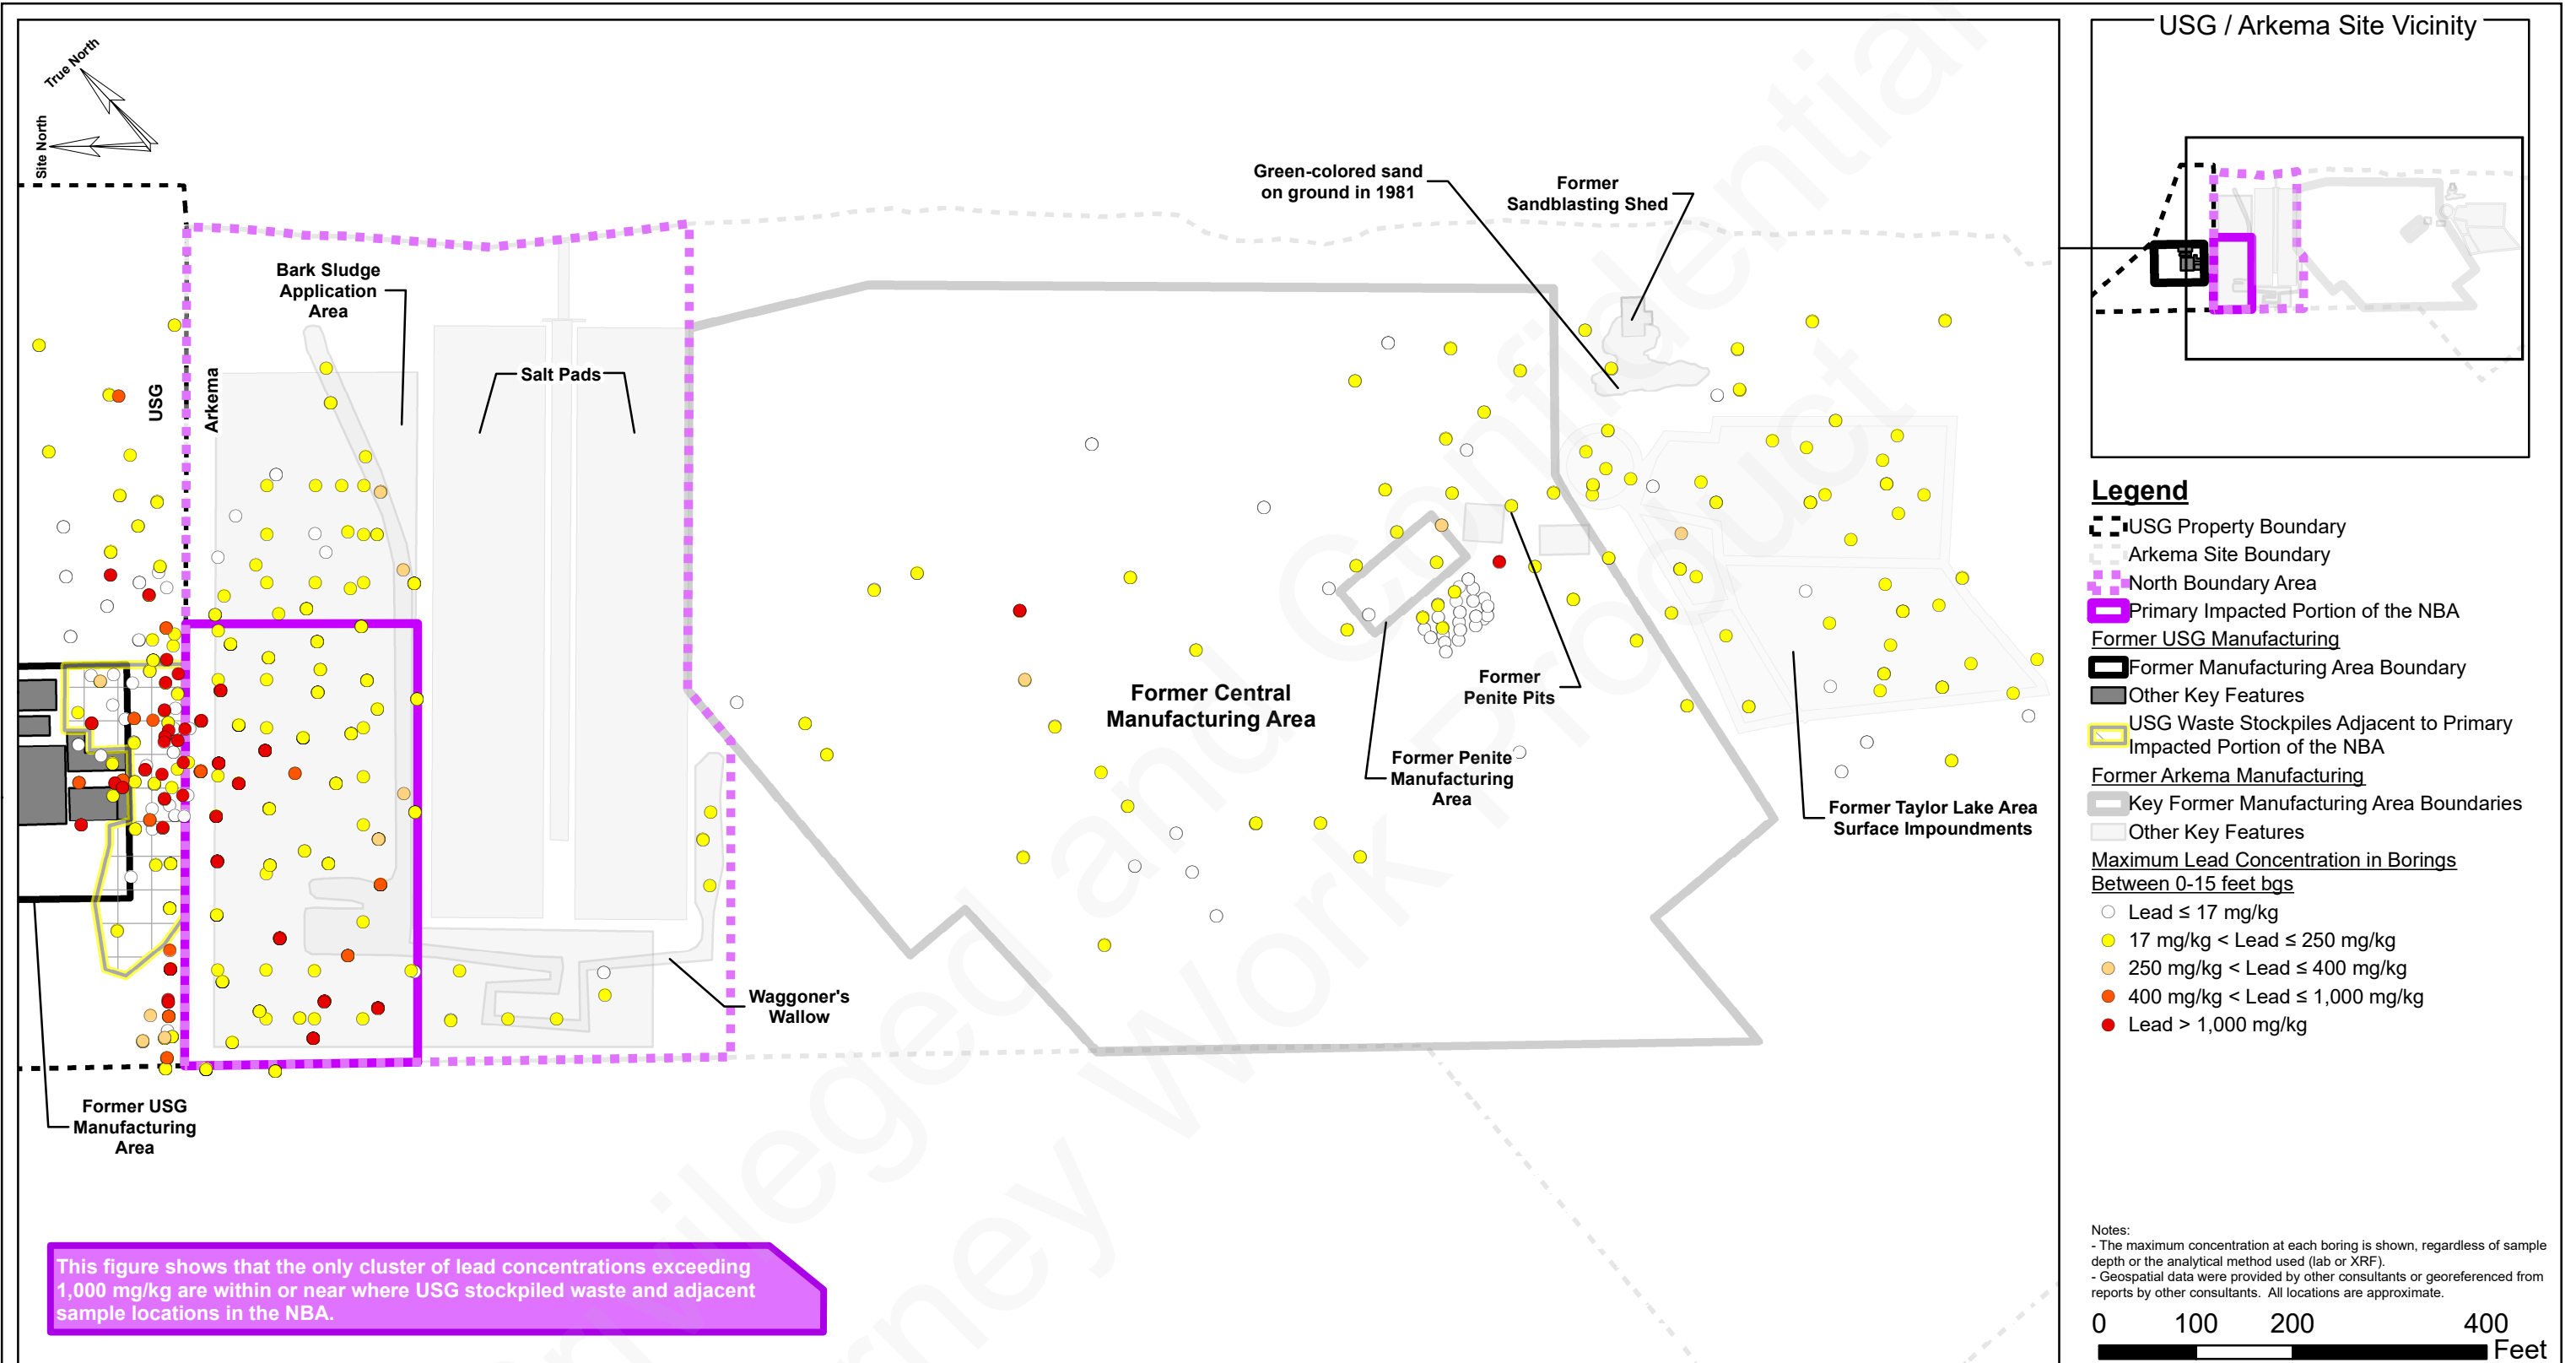 USG / Arkema Site Vicinity
True North
Site North
Green-colored sand
on ground in 1981
Former
Sandblasting Shed
Bark Sludge
Application
Area
Salt Pads
USG
Arkema
Former Central
Manufacturing Area
Former
Penite Pits
Former Penite
Manufacturing
Area
Former Taylor Lake Area
Surface Impoundments
Waggoner's
Wallow
Former USG
Manufacturing
Area
This figure shows that the only cluster of lead concentrations exceeding
1,000 mg/kg are within or near where USG stockpiled waste and adjacent
sample locations in the NBA.
Legend
USG Property Boundary
Arkema Site Boundary
North Boundary Area
Primary Impacted Portion of the NBA
Former USG Manufacturing
Former Manufacturing Area Boundary
Other Key Features
USG Waste Stockpiles Adjacent to Primary
Impacted Portion of the NBA
Former Arkema Manufacturing
Key Former Manufacturing Area Boundaries
Other Key Features
Maximum Lead Concentration in Borings
Between 0-15 feet bgs
Lead ≤ 17 mg/kg
17 mg/kg < Lead ≤ 250 mg/kg
250 mg/kg < Lead ≤ 400 mg/kg
400 mg/kg < Lead ≤ 1,000 mg/kg
Lead > 1,000 mg/kg
Notes:
- The maximum concentration at each boring is shown, regardless of sample
depth or the analytical method used (lab or XRF).
- Geospatial data were provided by other consultants or georeferenced from
reports by other consultants. All locations are approximate.
0 100 200 400
Feet
vileged and Confidential
rney Work Product